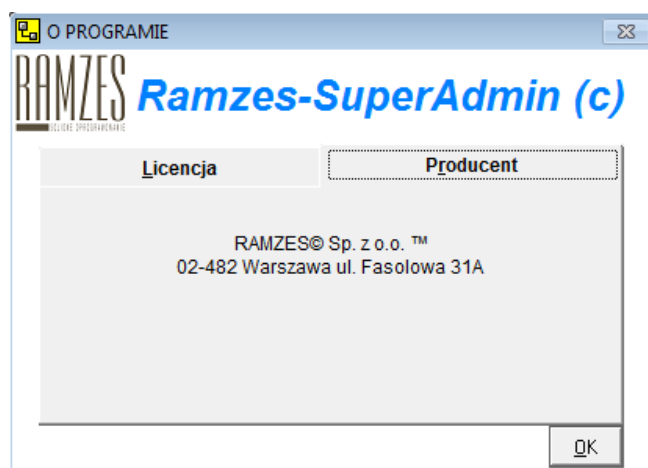 O PROGRAMIE
RAMZES
Ramzes-SuperAdmin (c)
Licencja
Producent
RAMZES© Sp. z o.o. ™
02-482 Warszawa ul. Fasolowa 31A
OK